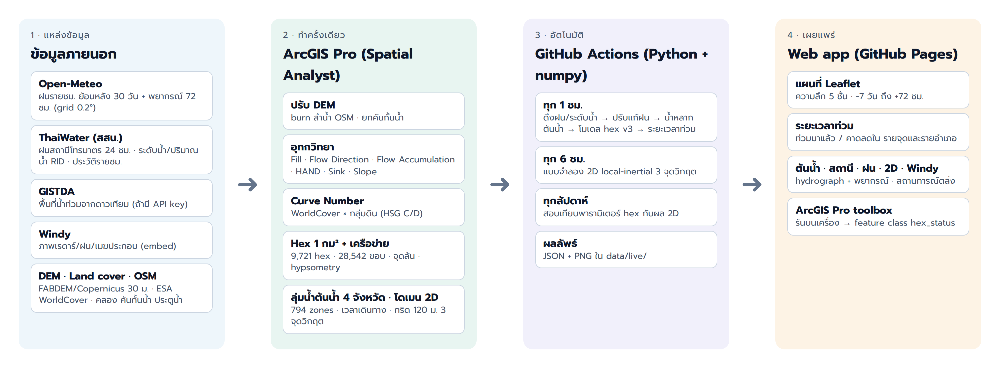 1 · แหล่งข้อมูล
ข้อมูลภายนอก
Open-Meteo
ฝนรายชม. ย้อนหลัง 30 วัน + พยากรณ์ 72
ชม. (grid 0.2°)
ThaiWater (สสน.)
ฝนสถานีโทรมาตร 24 ชม. · ระดับน้ำ/ปริมาณ
น้ำ RID · ประวัติรายชม.
GISTDA
พื้นที่น้ำท่วมจากดาวเทียม (ถ้ามี API key)
Windy
ภาพเรดาร์/ฝน/เมฆประกอบ (embed)
DEM · Land cover · OSM
FABDEM/Copernicus 30 ม. · ESA
WorldCover · คลอง คันกั้นน้ำ ประตูน้ำ
→
2 · ทำครั้งเดียว
ArcGIS Pro (Spatial
Analyst)
ปรับ DEM
burn ลำน้ำ OSM · ยกคันกั้นน้ำ
อุทกวิทยา
Fill · Flow Direction · Flow Accumulation
· HAND · Sink · Slope
Curve Number
WorldCover × กลุ่มดิน (HSG C/D)
Hex 1 กม² + เครือข่าย
9,721 hex · 28,542 ขอบ · จุดล้น ·
hypsometry
ลุ่มน้ำต้นน้ำ 4 จังหวัด · โดเมน 2D
794 zones · เวลาเดินทาง · กริด 120 ม. 3
จุดวิกฤต
→
3 · อัตโนมัติ
GitHub Actions (Python +
numpy)
ทุก 1 ชม.
ดึงฝน/ระดับน้ำ → ปรับแก้ฝน → น้ำหลาก
ต้นน้ำ → โมเดล hex v3 → ระยะเวลาท่วม
ทุก 6 ชม.
แบบจำลอง 2D local-inertial 3 จุดวิกฤต
ทุกสัปดาห์
สอบเทียบพารามิเตอร์ hex กับผล 2D
ผลลัพธ์
JSON + PNG ใน data/live/
→
4 · เผยแพร่
Web app (GitHub Pages)
แผนที่ Leaflet
ความลึก 5 ชั้น · -7 วัน ถึง +72 ชม.
ระยะเวลาท่วม
ท่วมมาแล้ว / คาดลดใน รายจุดและรายอำเภอ
ต้นน้ำ · สถานี · ฝน · 2D · Windy
hydrograph + พยากรณ์ · สถานการณ์ตลิ่ง
ArcGIS Pro toolbox
รันบนเครื่อง → feature class hex_status